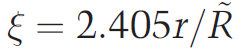 ξ = 2.405r/R̃